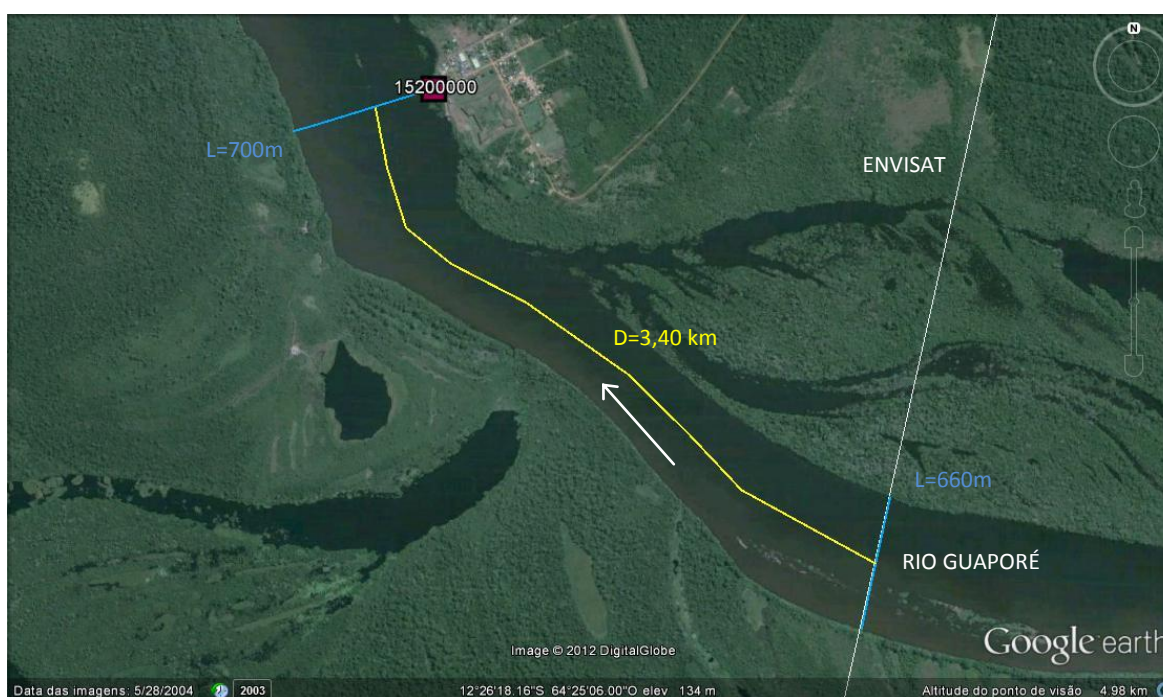 N
15200000
L=700m
ENVISAT
D=3,40 km
L=660m
RIO GUAPORÉ
Image © 2012 DigitalGlobe
Google earth
Data das imagens: 5/28/2004 2003 12°26'18.16"S 64°25'06.00"O elev 134 m Altitude do ponto de visão 4.98 km